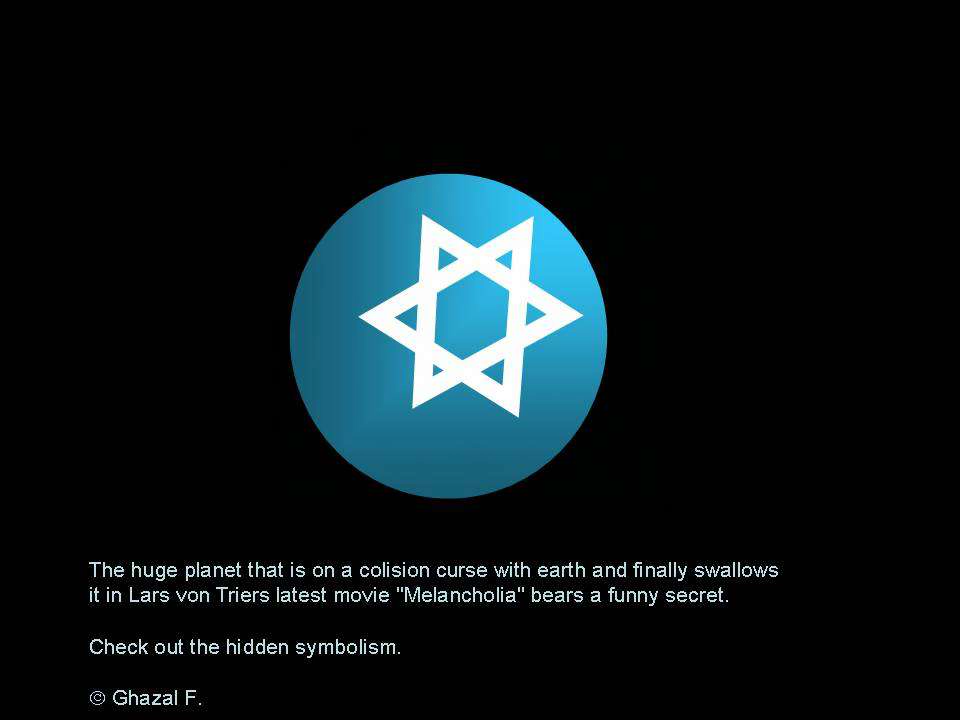 The huge planet that is on a colision curse with earth and finally swallows
it in Lars von Triers latest movie "Melancholia" bears a funny secret.
Check out the hidden symbolism.
© Ghazal F.